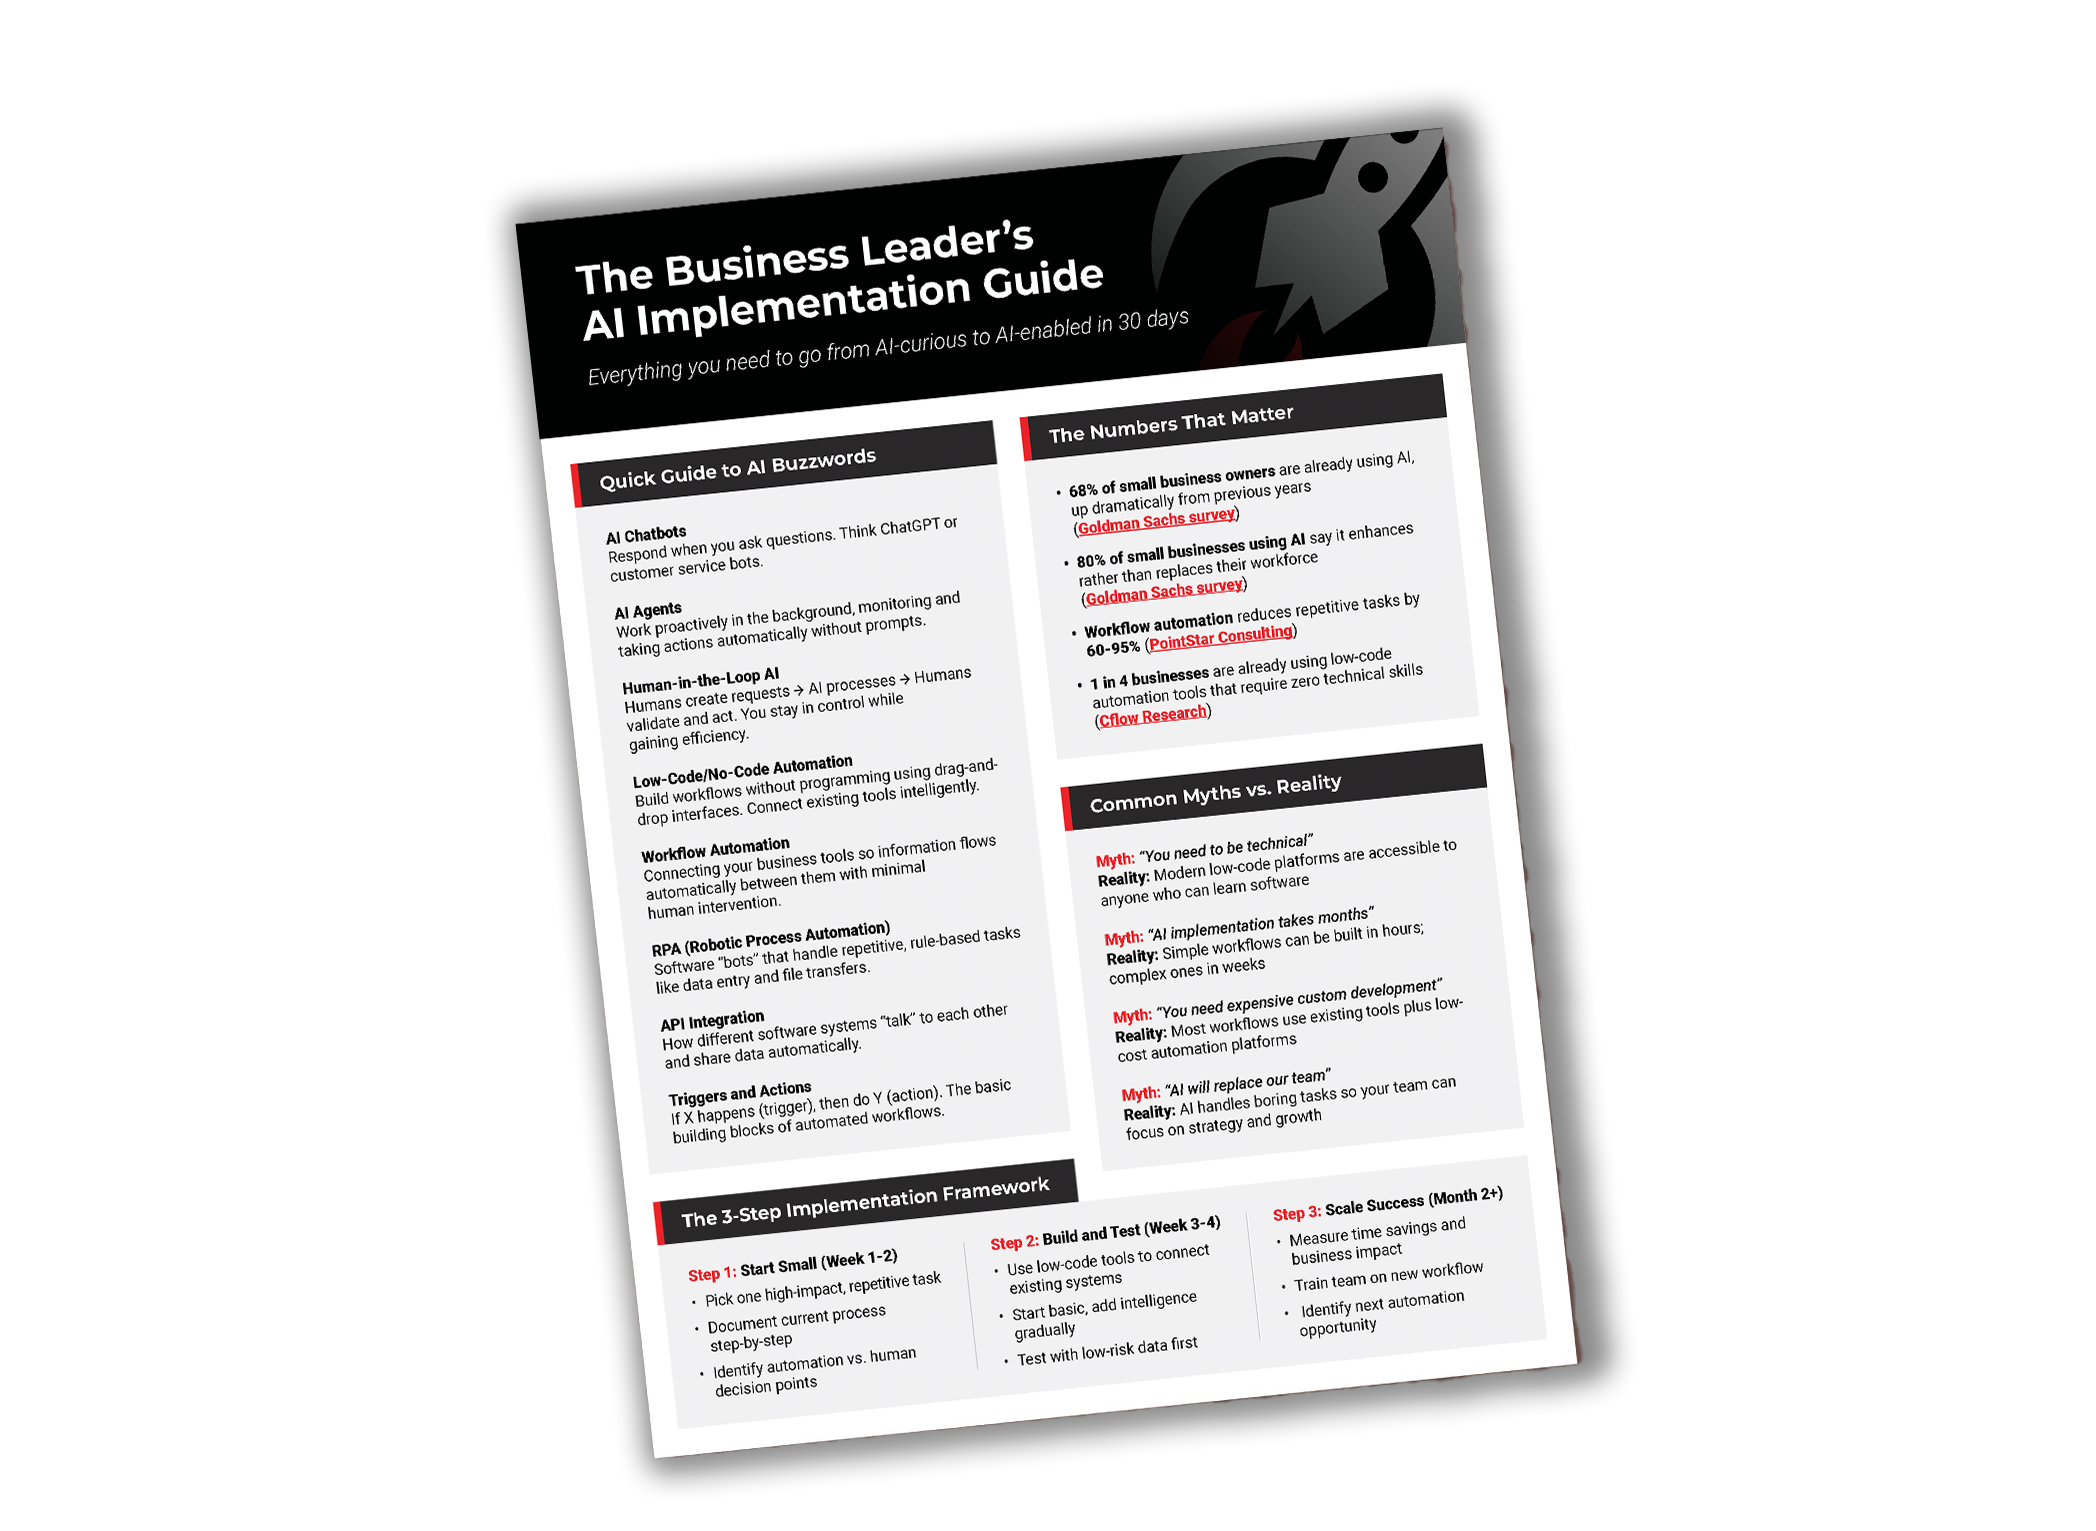 The Business Leader’s
AI Implementation Guide
Everything you need to go from AI-curious to AI-enabled in 30 days
Quick Guide to AI Buzzwords
AI Chatbots
Respond when you ask questions. Think ChatGPT or
customer service bots.
AI Agents
Work proactively in the background, monitoring and
taking actions automatically without prompts.
Human-in-the-Loop AI
Humans create requests → AI processes → Humans
validate and act. You stay in control while
gaining efficiency.
Low-Code/No-Code Automation
Build workflows without programming using drag-and-
drop interfaces. Connect existing tools intelligently.
Workflow Automation
Connecting your business tools so information flows
automatically between them with minimal
human intervention.
RPA (Robotic Process Automation)
Software “bots” that handle repetitive, rule-based tasks
like data entry and file transfers.
API Integration
How different software systems “talk” to each other
and share data automatically.
Triggers and Actions
If X happens (trigger), then do Y (action). The basic
building blocks of automated workflows.
The Numbers That Matter
• 68% of small business owners are already using AI,
up dramatically from previous years
(Goldman Sachs survey)
• 80% of small businesses using AI say it enhances
rather than replaces their workforce
(Goldman Sachs survey)
• Workflow automation reduces repetitive tasks by
60-95% (PointStar Consulting)
• 1 in 4 businesses are already using low-code
automation tools that require zero technical skills
(Cflow Research)
Common Myths vs. Reality
Myth: “You need to be technical”
Reality: Modern low-code platforms are accessible to
anyone who can learn software
Myth: “AI implementation takes months”
Reality: Simple workflows can be built in hours;
complex ones in weeks
Myth: “You need expensive custom development”
Reality: Most workflows use existing tools plus low-
cost automation platforms
Myth: “AI will replace our team”
Reality: AI handles boring tasks so your team can
focus on strategy and growth
The 3-Step Implementation Framework
Step 1: Start Small (Week 1-2)
• Pick one high-impact, repetitive task
• Document current process
step-by-step
• Identify automation vs. human
decision points
Step 2: Build and Test (Week 3-4)
• Use low-code tools to connect
existing systems
• Start basic, add intelligence
gradually
• Test with low-risk data first
Step 3: Scale Success (Month 2+)
• Measure time savings and
business impact
• Train team on new workflow
• Identify next automation
opportunity